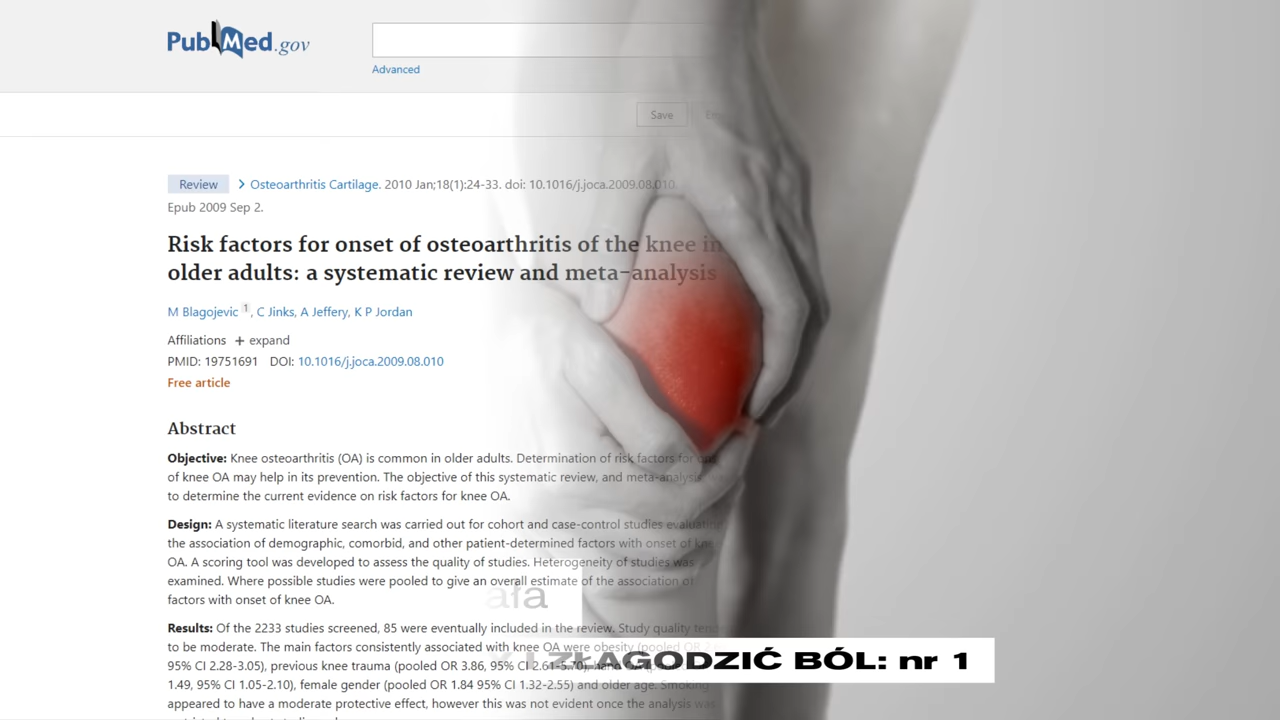 PubMed.gov
Advanced
Save
Review > Osteoarthritis Cartilage. 2010 Jan;18(1):24-33. doi: 10.1016/j.joca.2009.08.010.
Epub 2009 Sep 2.
Risk factors for onset of osteoarthritis of the knee in
older adults: a systematic review and meta-analysis
M Blagojevic 1, C Jinks, A Jeffery, K P Jordan
Affiliations + expand
PMID: 19751691 DOI: 10.1016/j.joca.2009.08.010
Free article
Abstract
Objective: Knee osteoarthritis (OA) is common in older adults. Determination of risk factors for
of knee OA may help in its prevention. The objective of this systematic review, and meta-analysis,
to determine the current evidence on risk factors for knee OA.
Design: A systematic literature search was carried out for cohort and case-control studies evaluating
the association of demographic, comorbid, and other patient-determined factors with onset of knee
OA. A scoring tool was developed to assess the quality of studies. Heterogeneity of studies was
examined. Where possible studies were pooled to give an overall estimate of the association of
factors with onset of knee OA.
Results: Of the 2233 studies screened, 85 were eventually included in the review. Study quality
to be moderate. The main factors consistently associated with knee OA were obesity (pooled OR
95% CI 2.28-3.05), previous knee trauma (pooled OR 3.86, 95% CI 2.61-5.70),
1.49, 95% CI 1.05-2.10), female gender (pooled OR 1.84 95% CI 1.32-2.55) and older age. Smoking
appeared to have a moderate protective effect, however this was not evident once the analysis was
ZŁAGODZIĆ BÓL: nr 1